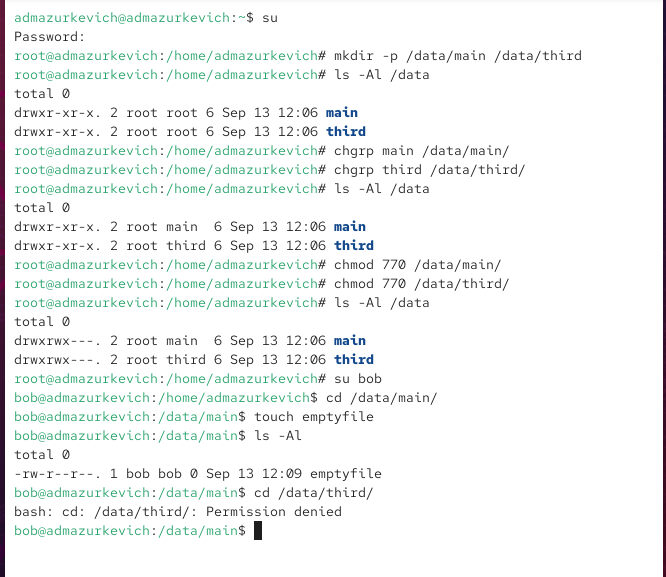 admazurkevich@admazurkevich:~$ su
Password:
root@admazurkevich:/home/admazurkevich# mkdir -p /data/main /data/third
root@admazurkevich:/home/admazurkevich# ls -Al /data
total 0
drwxr-xr-x. 2 root root 6 Sep 13 12:06 main
drwxr-xr-x. 2 root root 6 Sep 13 12:06 third
root@admazurkevich:/home/admazurkevich# chgrp main /data/main/
root@admazurkevich:/home/admazurkevich# chgrp third /data/third/
root@admazurkevich:/home/admazurkevich# ls -Al /data
total 0
drwxr-xr-x. 2 root main  6 Sep 13 12:06 main
drwxr-xr-x. 2 root third 6 Sep 13 12:06 third
root@admazurkevich:/home/admazurkevich# chmod 770 /data/main/
root@admazurkevich:/home/admazurkevich# chmod 770 /data/third/
root@admazurkevich:/home/admazurkevich# ls -Al /data
total 0
drwxrwx---. 2 root main  6 Sep 13 12:06 main
drwxrwx---. 2 root third 6 Sep 13 12:06 third
root@admazurkevich:/home/admazurkevich# su bob
bob@admazurkevich:/home/admazurkevich$ cd /data/main/
bob@admazurkevich:/data/main$ touch emptyfile
bob@admazurkevich:/data/main$ ls -Al
total 0
-rw-r--r--. 1 bob bob 0 Sep 13 12:09 emptyfile
bob@admazurkevich:/data/main$ cd /data/third/
bash: cd: /data/third/: Permission denied
bob@admazurkevich:/data/main$